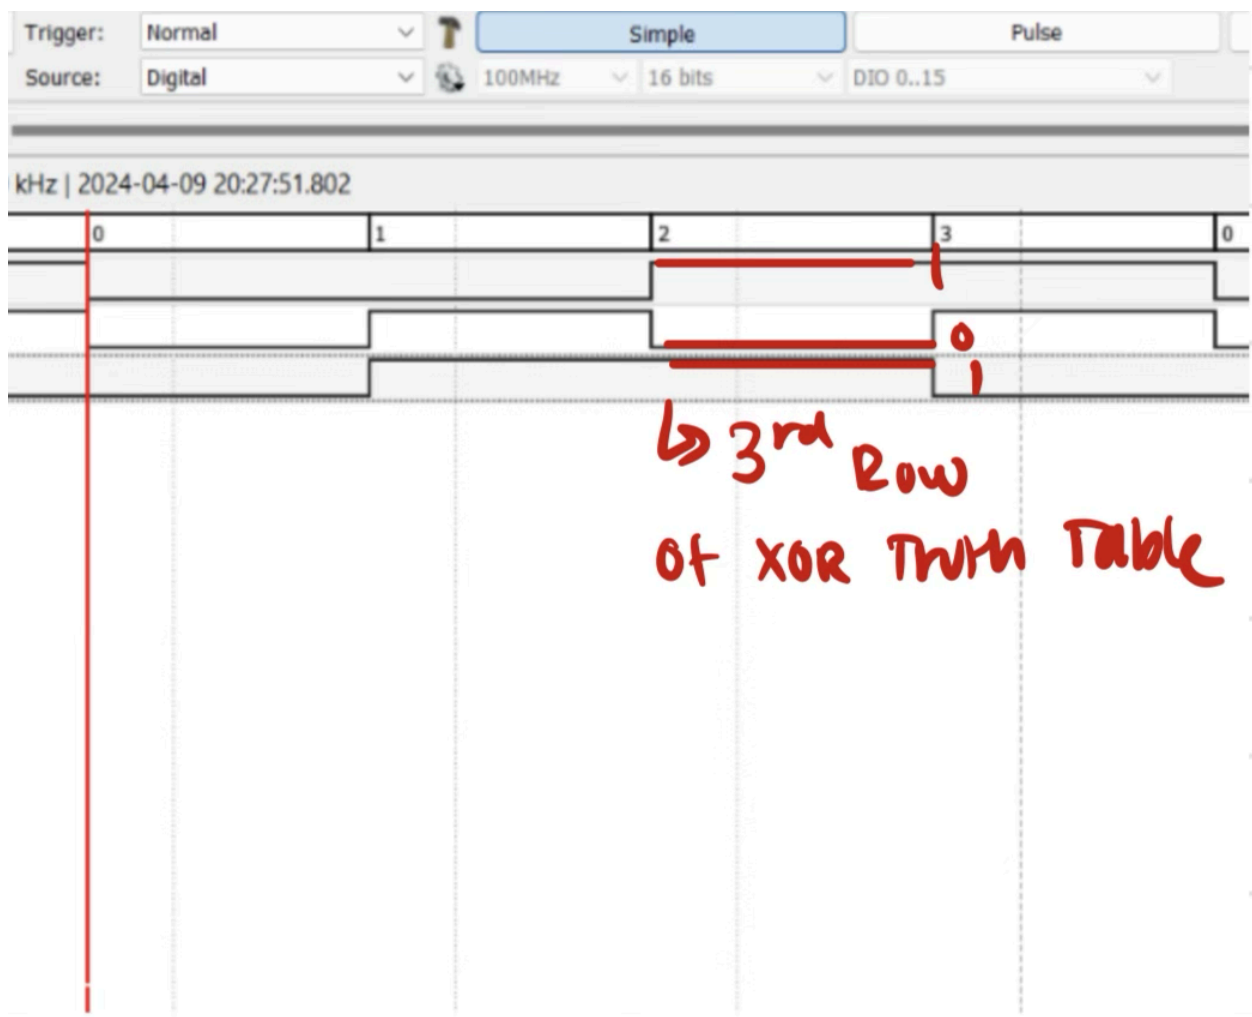 Trigger: Normal Simple Pulse
Source: Digital 100MHz 16 bits DIO 0..15
kHz | 2024-04-09 20:27:51.802
0 1 2 3 0
1
0
1
3rd Row
Of XOR Truth Table